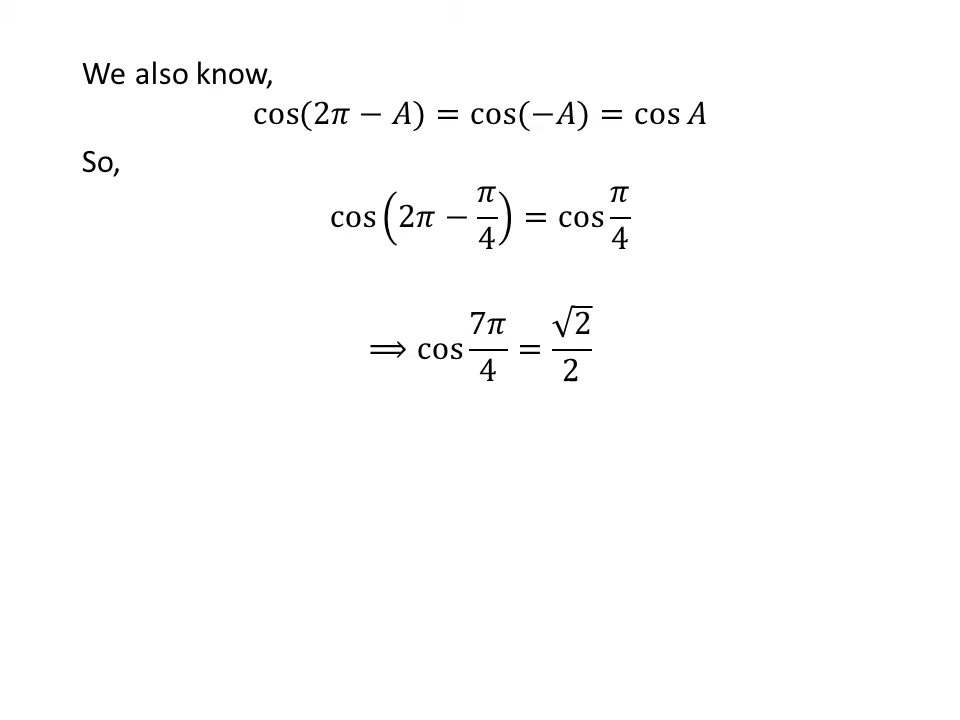 We also know,
cos(2π − A) = cos(−A) = cos A
So,
cos(2π − π/4) = cos π/4
⟹ cos 7π/4 = √2/2